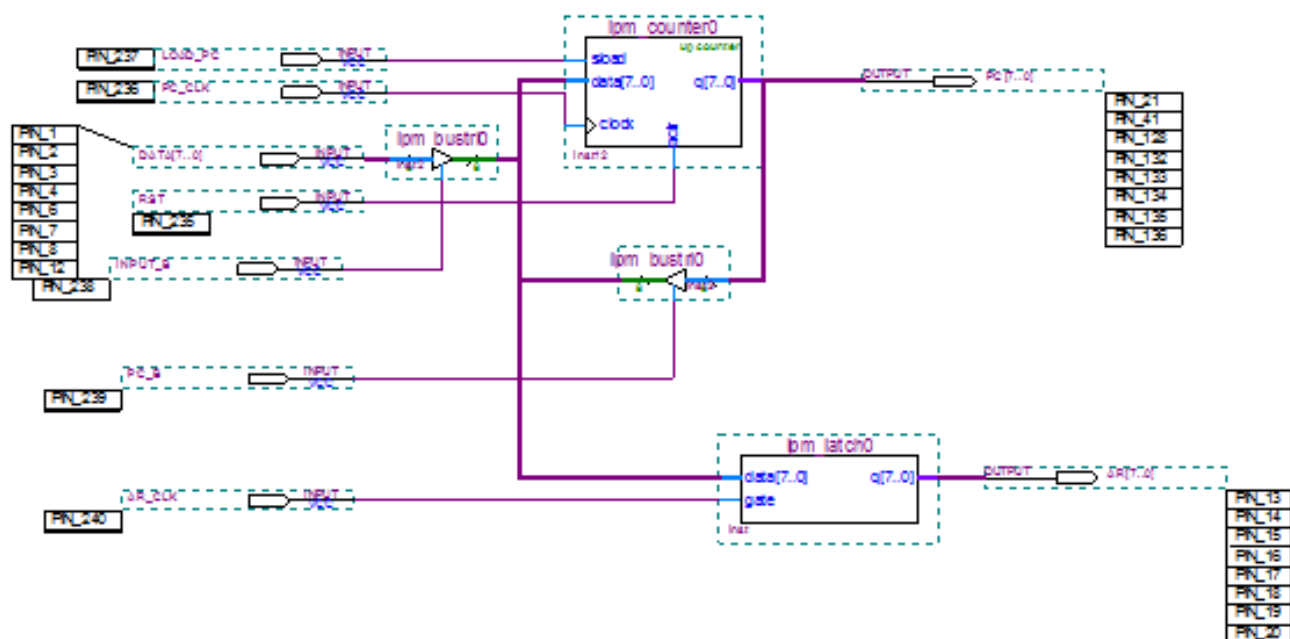 lpm_counter0
up counter
sload
data[7..0]
q[7..0]
clock
aclr
inst12
PIN_237
LOAD_PC
INPUT
VCC
PIN_236
PC_CLK
INPUT
VCC
OUTPUT
PC[7..0]
PIN_21
PIN_41
PIN_128
PIN_132
PIN_133
PIN_134
PIN_135
PIN_136
PIN_1
PIN_2
PIN_3
PIN_4
PIN_6
PIN_7
PIN_8
PIN_12
DATA[7..0]
INPUT
VCC
lpm_bustri0
RST
INPUT
VCC
PIN_235
INPUT_B
INPUT
VCC
PIN_238
lpm_bustri0
PC_B
INPUT
VCC
PIN_239
lpm_latch0
data[7..0]
q[7..0]
gate
inst
AR_CLK
INPUT
VCC
PIN_240
OUTPUT
AR[7..0]
PIN_13
PIN_14
PIN_15
PIN_16
PIN_17
PIN_18
PIN_19
PIN_20